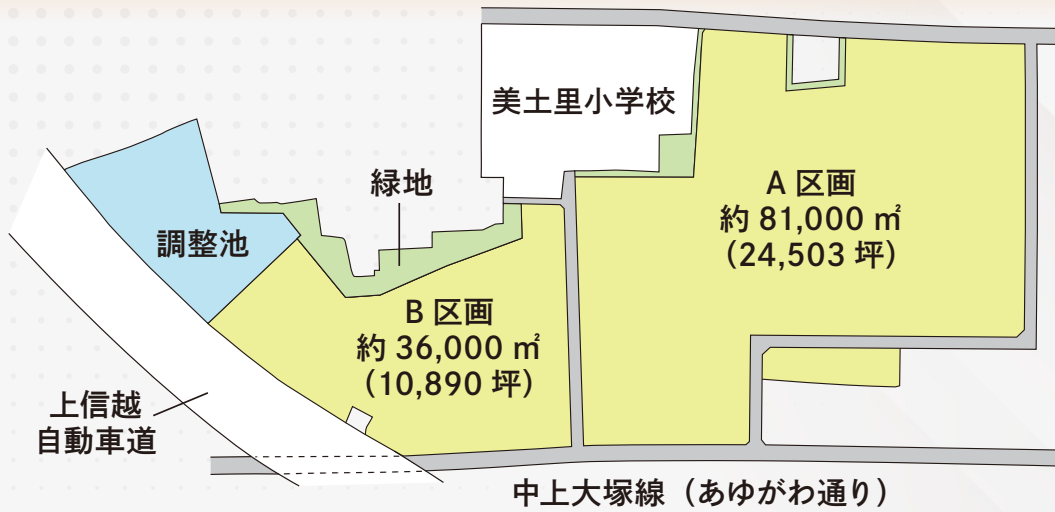 美土里小学校
緑地
A 区画
約 81,000 ㎡
（24,503 坪）
調整池
B 区画
約 36,000 ㎡
（10,890 坪）
上信越
自動車道
中上大塚線（あゆがわ通り）